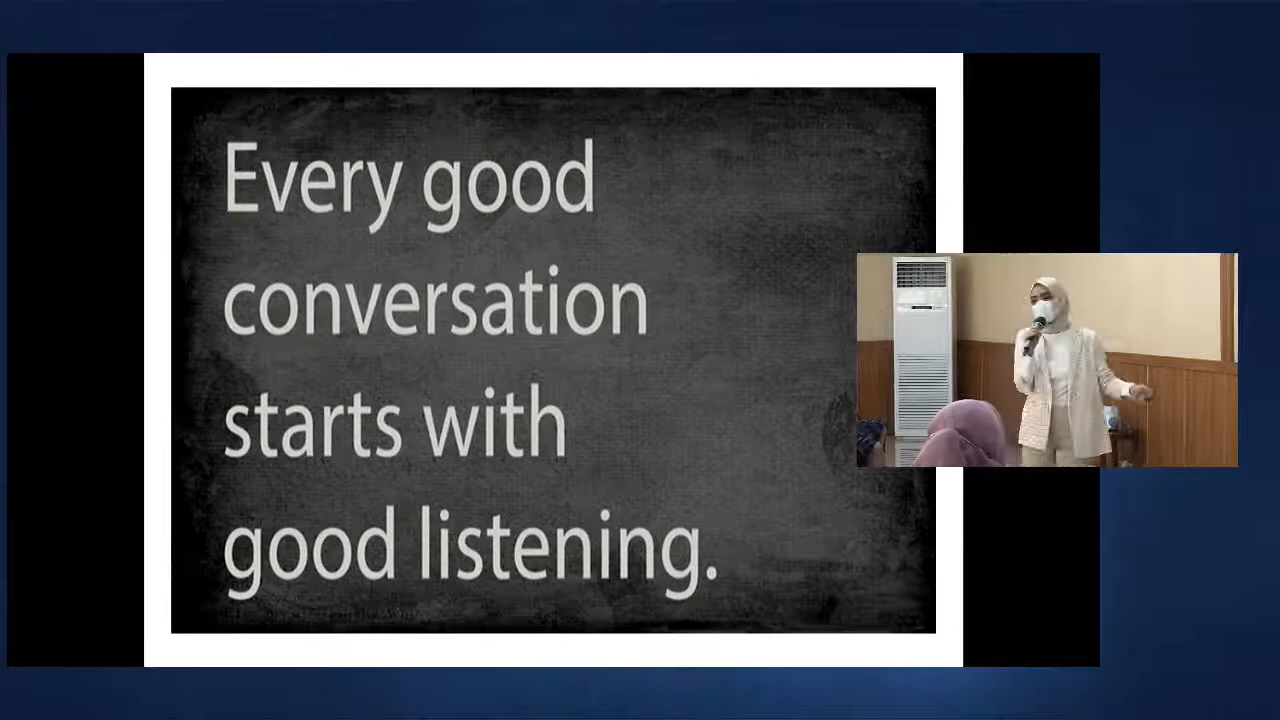 Every good
conversation
starts with
good listening.